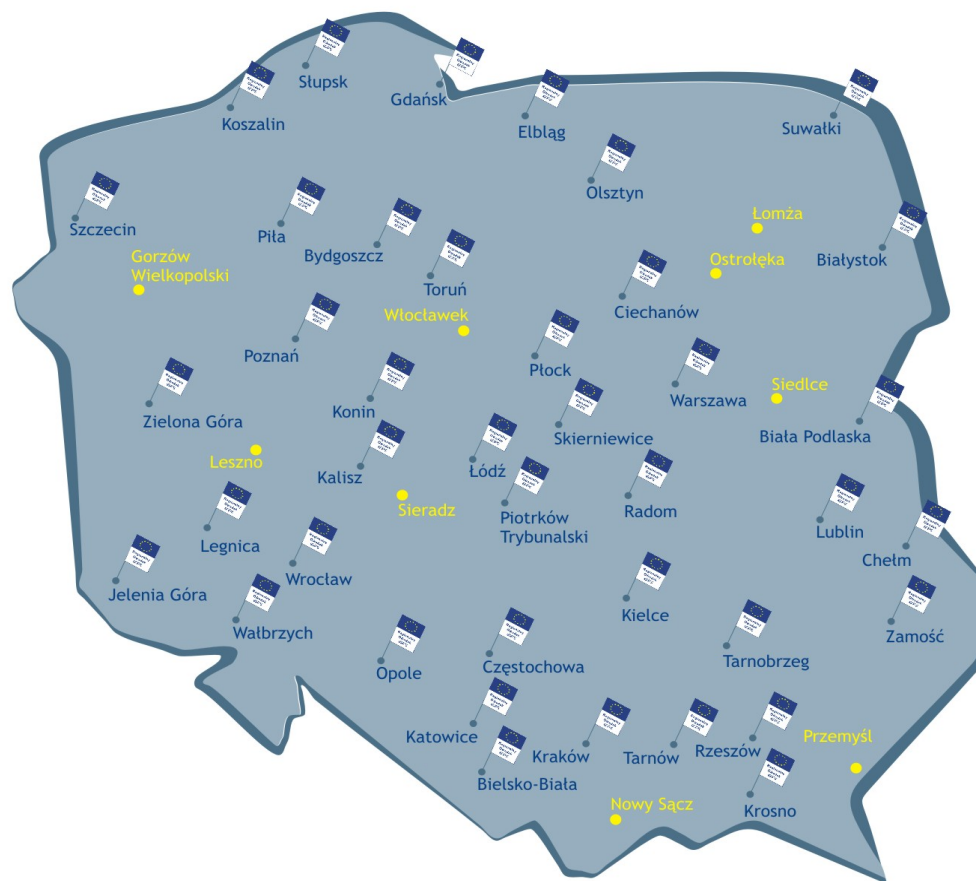 Słupsk
Gdańsk
Koszalin
Elbląg
Suwałki
Olsztyn
Szczecin
Piła
Łomża
Bydgoszcz
Gorzów
Wielkopolski
Białystok
Toruń
Ostrołęka
Ciechanów
Włocławek
Poznań
Płock
Siedlce
Warszawa
Konin
Zielona Góra
Skierniewice
Biała Podlaska
Leszno
Kalisz
Łódź
Sieradz
Piotrków
Trybunalski
Radom
Lublin
Legnica
Chełm
Wrocław
Jelenia Góra
Kielce
Wałbrzych
Zamość
Opole
Częstochowa
Tarnobrzeg
Katowice
Kraków
Tarnów
Rzeszów
Przemyśl
Bielsko-Biała
Nowy Sącz
Krosno